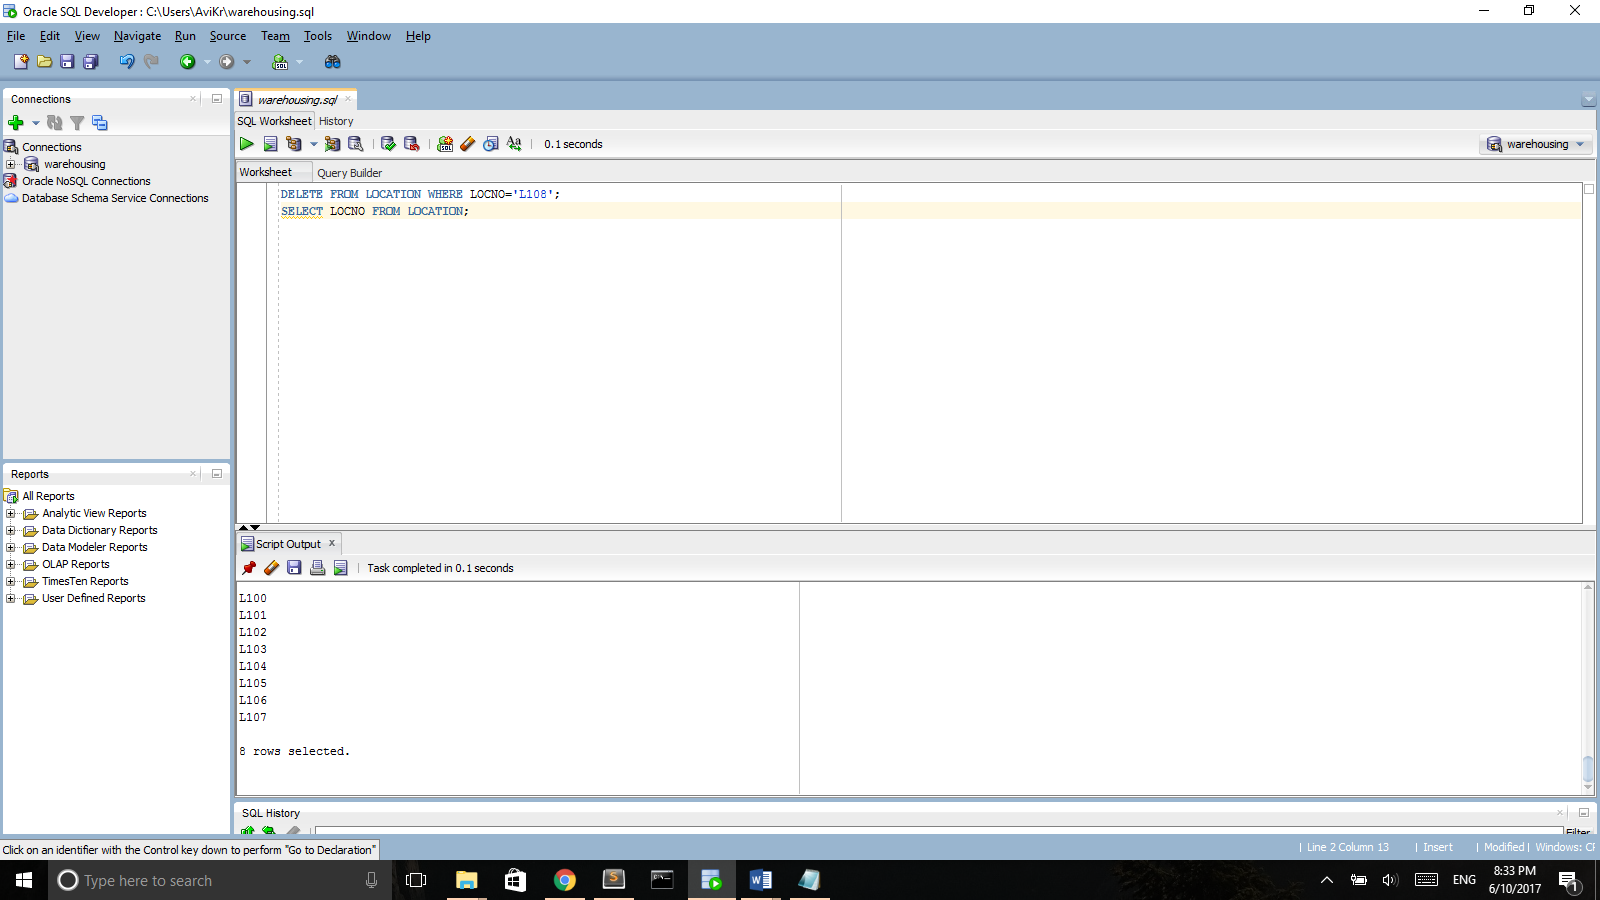 Oracle SQL Developer : C:\Users\AviKr\warehousing.sql
File Edit View Navigate Run Source Team Tools Window Help
Connections
Connections
warehousing
Oracle NoSQL Connections
Database Schema Service Connections
Reports
All Reports
Analytic View Reports
Data Dictionary Reports
Data Modeler Reports
OLAP Reports
TimesTen Reports
User Defined Reports
warehousing.sql
SQL Worksheet History
0.1 seconds
warehousing
Worksheet Query Builder
DELETE FROM LOCATION WHERE LOCNO='L108';
SELECT LOCNO FROM LOCATION;
Script Output
Task completed in 0.1 seconds
L100
L101
L102
L103
L104
L105
L106
L107
8 rows selected.
SQL History
Filter
Click on an identifier with the Control key down to perform "Go to Declaration"
Line 2 Column 13 | Insert | Modified | Windows: CF
Type here to search
ENG
8:33 PM
6/10/2017
1